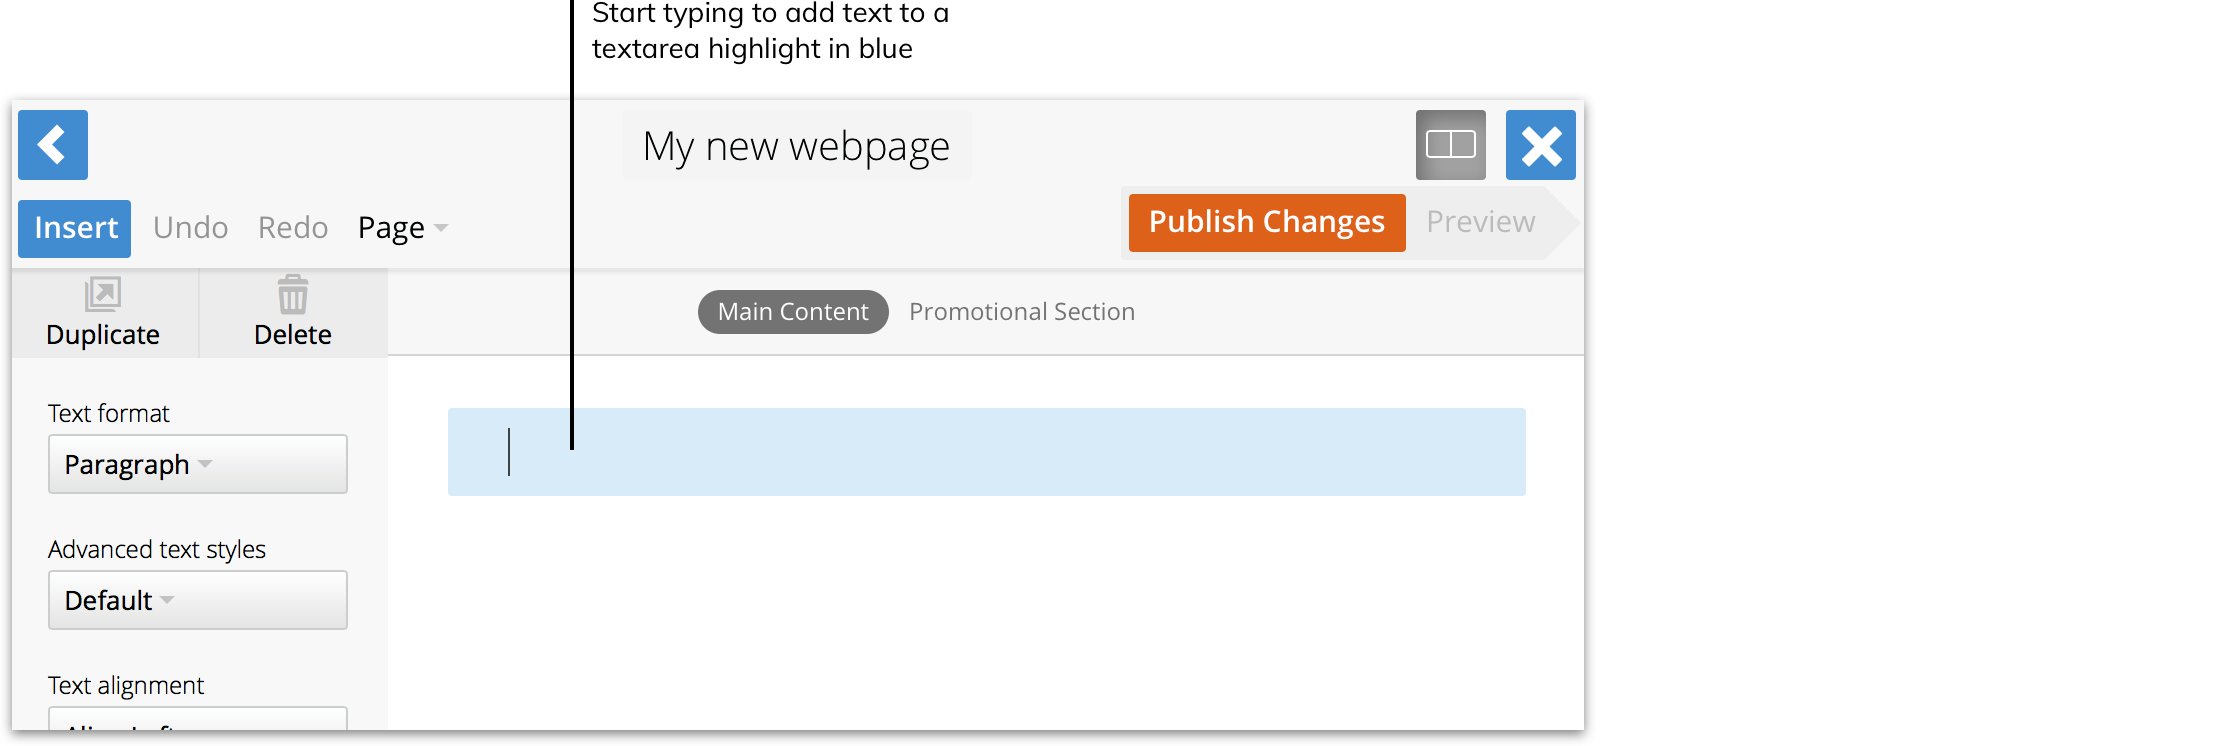 Start typing to add text to a
textarea highlight in blue
My new webpage
Insert Undo Redo Page
Publish Changes Preview
Duplicate Delete
Main Content Promotional Section
Text format
Paragraph
Advanced text styles
Default
Text alignment